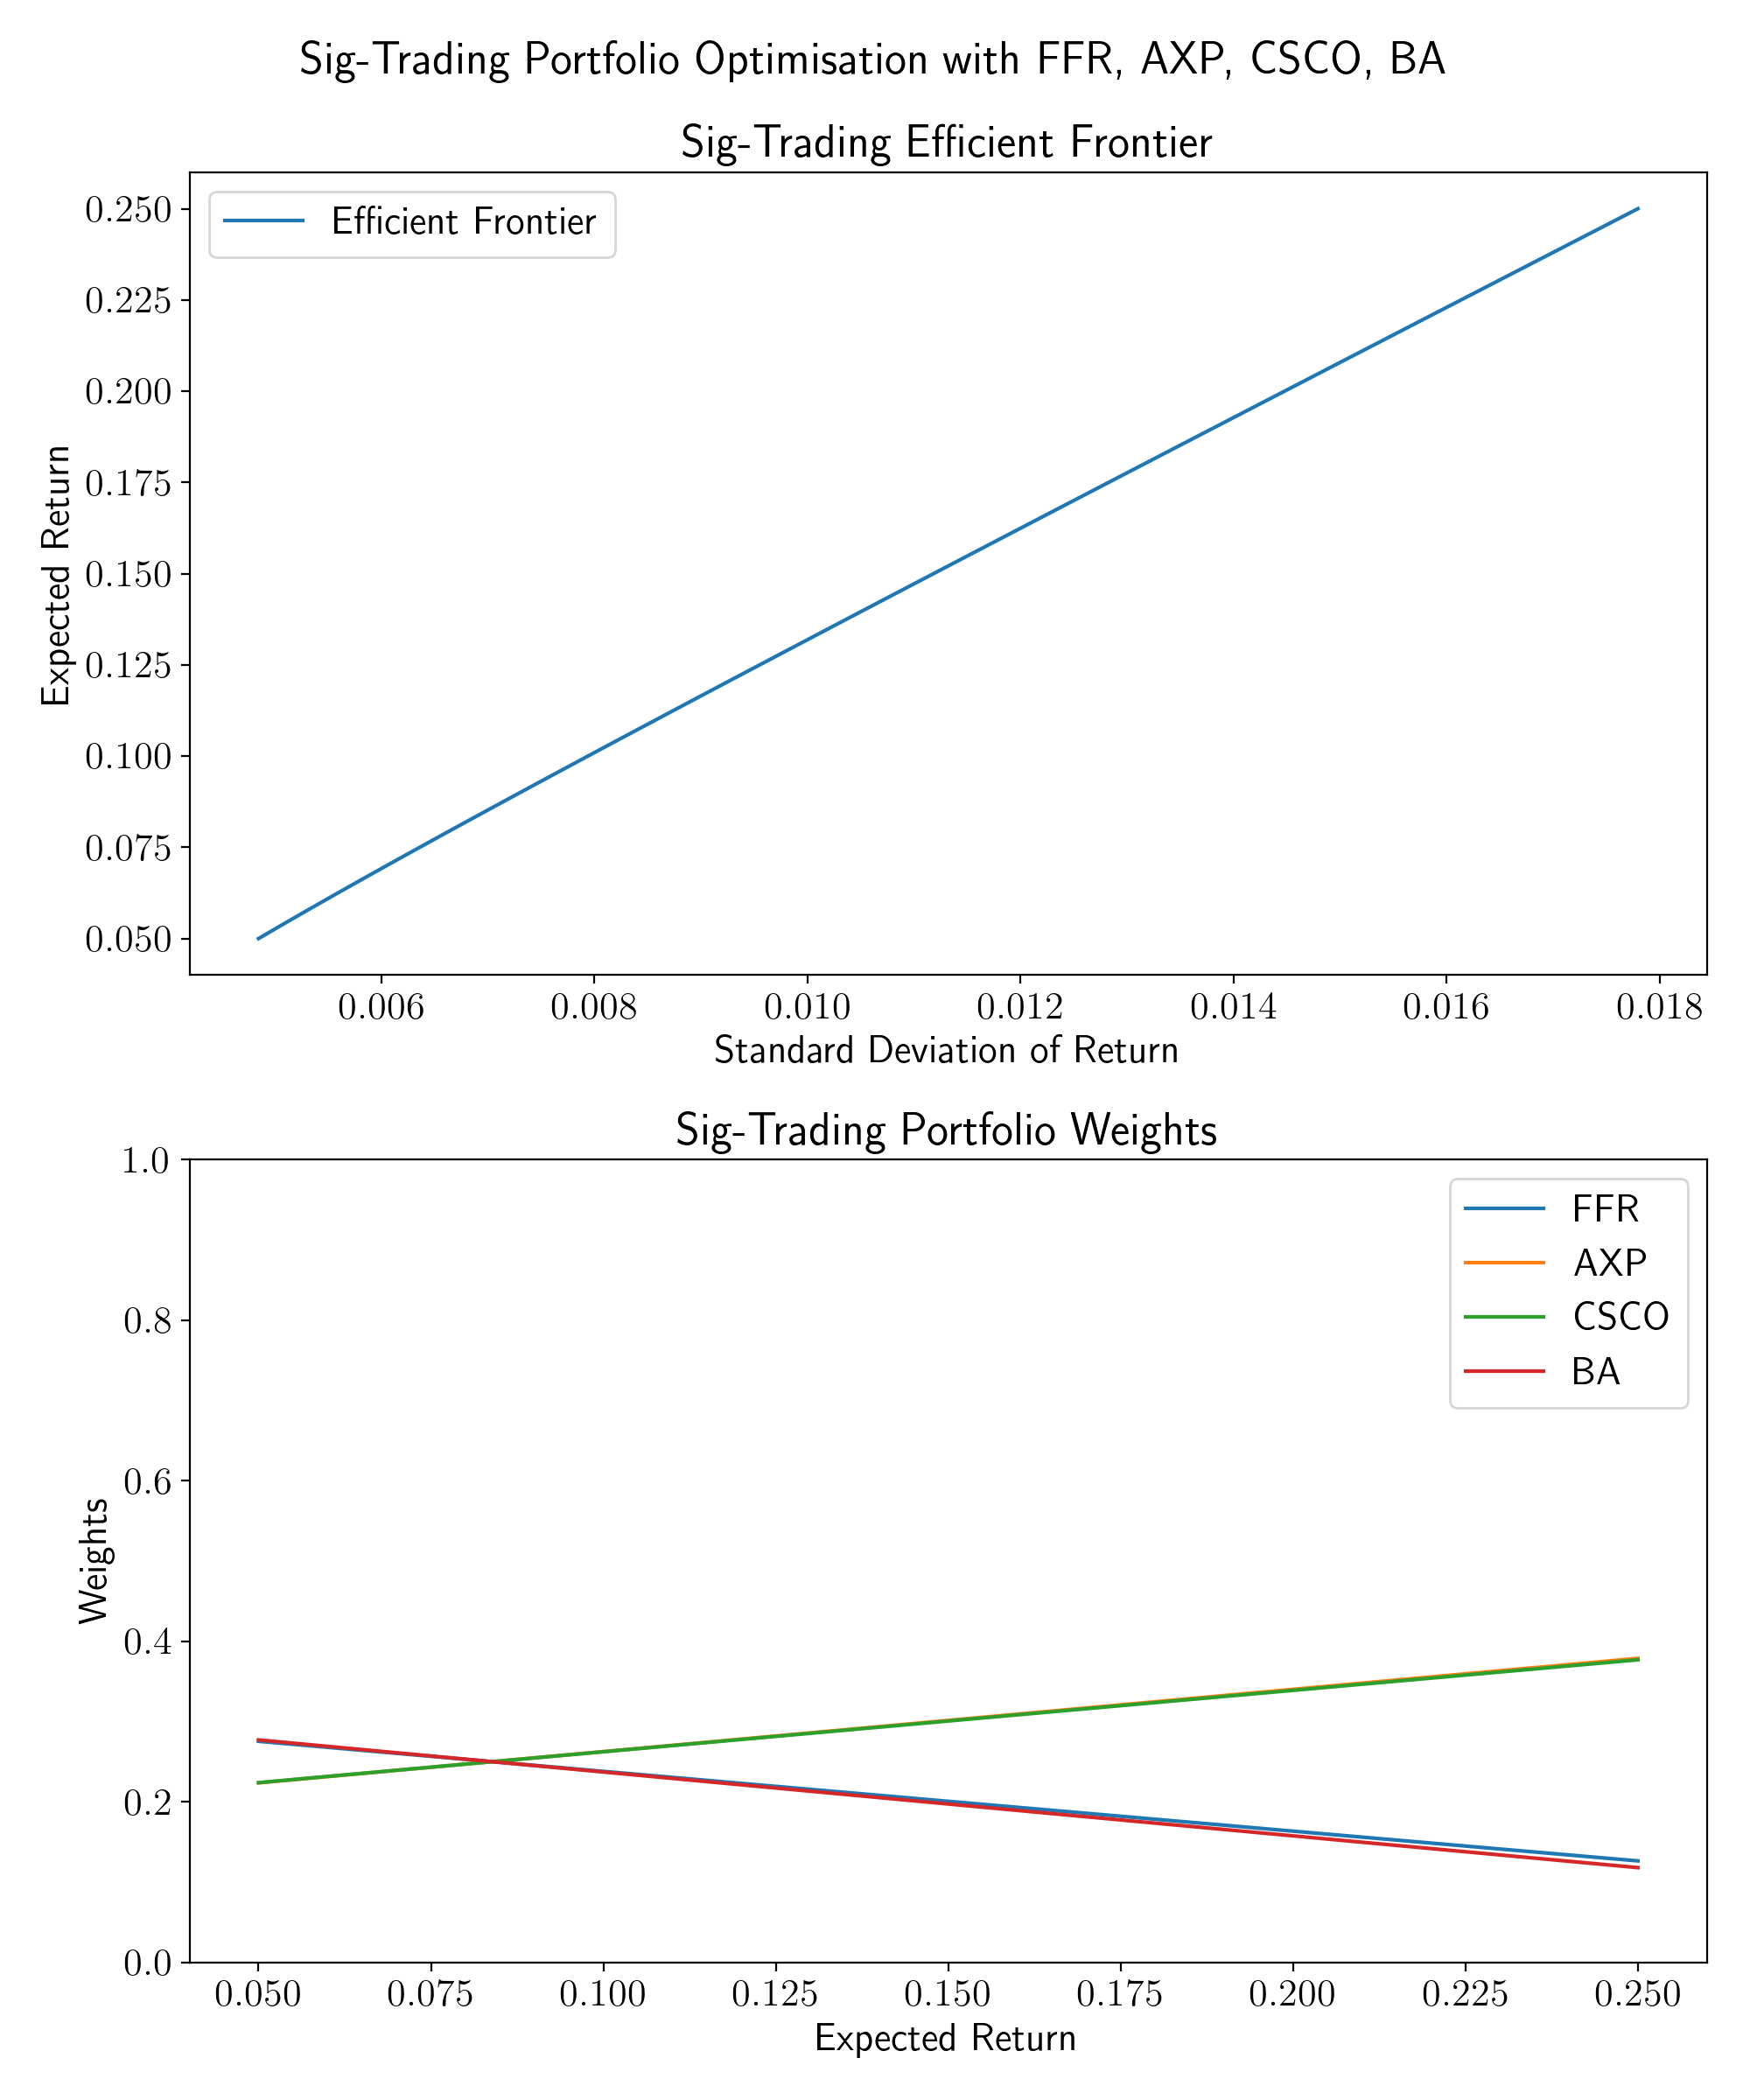 Sig-Trading Portfolio Optimisation with FFR, AXP, CSCO, BA
Sig-Trading Efficient Frontier
Efficient Frontier
0.250
0.225
0.200
0.175
0.150
0.125
0.100
0.075
0.050
Expected Return
0.006 0.008 0.010 0.012 0.014 0.016 0.018
Standard Deviation of Return
Sig-Trading Portfolio Weights
FFR
AXP
CSCO
BA
1.0
0.8
0.6
0.4
0.2
0.0
Weights
0.050 0.075 0.100 0.125 0.150 0.175 0.200 0.225 0.250
Expected Return